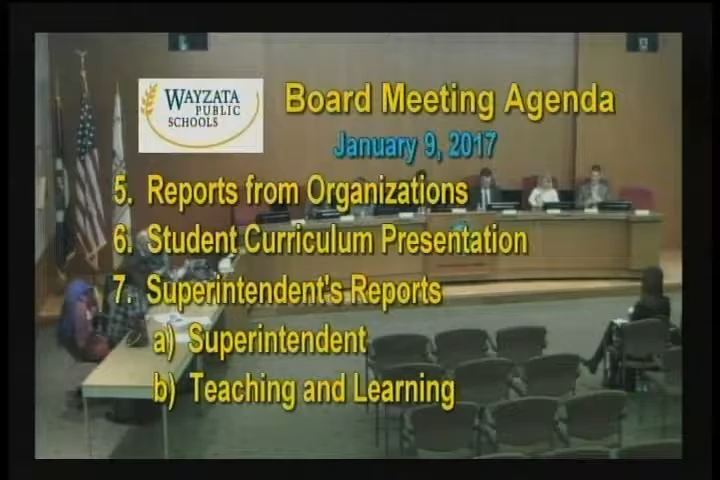 WAYZATA
PUBLIC
SCHOOLS
Board Meeting Agenda
January 9, 2017
5. Reports from Organizations
6. Student Curriculum Presentation
7. Superintendent's Reports
a) Superintendent
b) Teaching and Learning